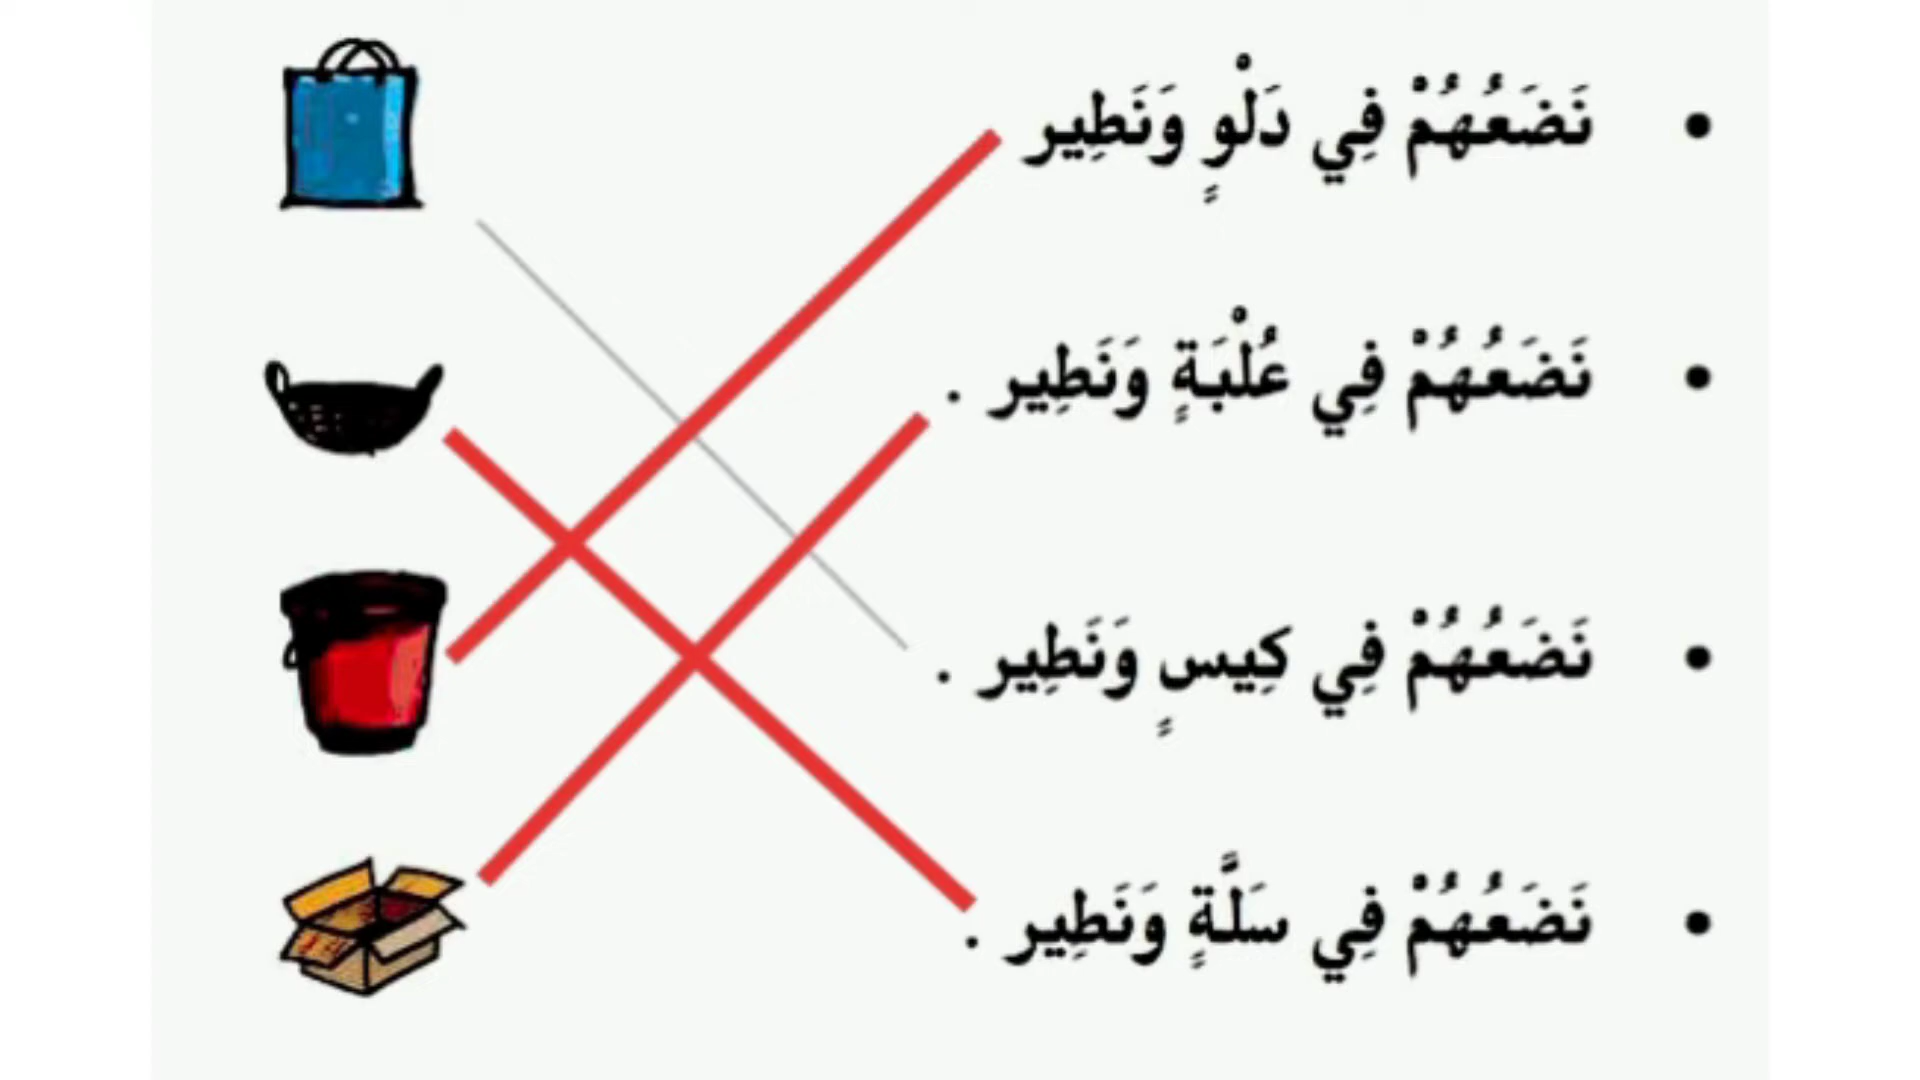 • نَضَعُهُمْ فِي دَلْوٍ وَنَطِير
• نَضَعُهُمْ فِي عُلْبَةٍ وَنَطِير .
• نَضَعُهُمْ فِي كِيسٍ وَنَطِير .
• نَضَعُهُمْ فِي سَلَّةٍ وَنَطِير .